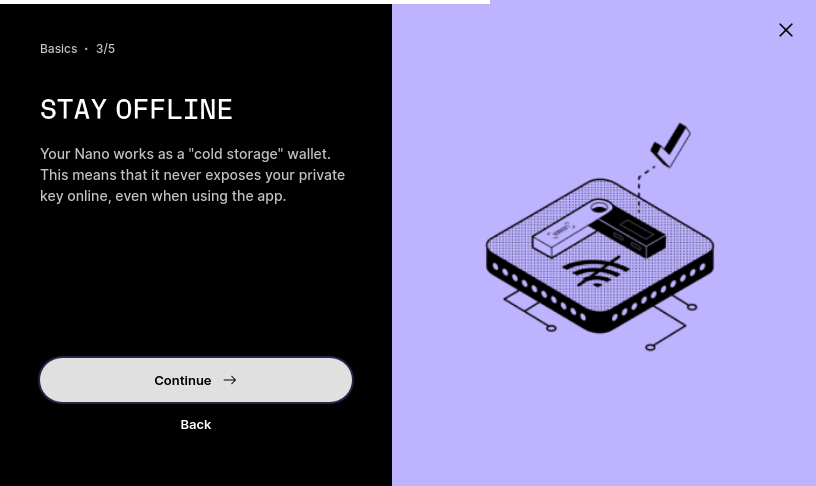 Basics • 3/5
STAY OFFLINE
Your Nano works as a "cold storage" wallet.
This means that it never exposes your private
key online, even when using the app.
Continue →
Back